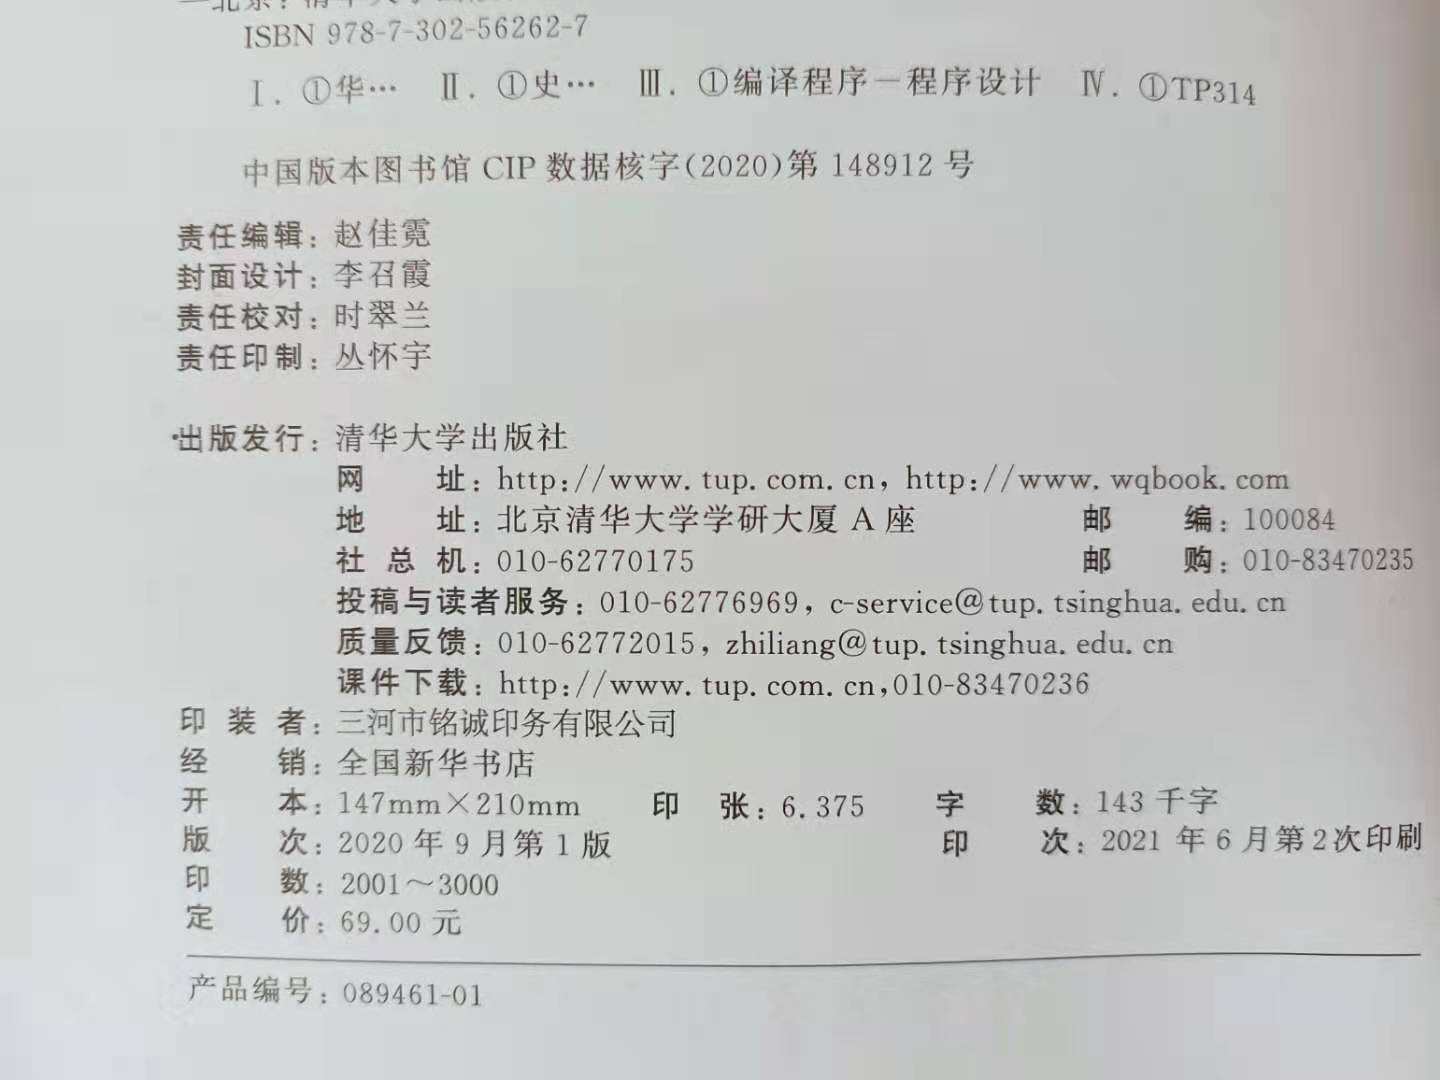 ISBN 978-7-302-56262-7
Ⅰ. ①华… Ⅱ. ①史… Ⅲ. ①编译程序－程序设计 Ⅳ. ①TP314
中国版本图书馆 CIP 数据核字(2020)第 148912 号
责任编辑：赵佳霓
封面设计：李召霞
责任校对：时翠兰
责任印制：丛怀宇
出版发行：清华大学出版社
网 址：http://www.tup.com.cn, http://www.wqbook.com
地 址：北京清华大学学研大厦 A 座 邮 编：100084
社 总 机：010-62770175 邮 购：010-83470235
投稿与读者服务：010-62776969, c-service@tup.tsinghua.edu.cn
质量反馈：010-62772015, zhiliang@tup.tsinghua.edu.cn
课件下载：http://www.tup.com.cn,010-83470236
印 装 者：三河市铭诚印务有限公司
经 销：全国新华书店
开 本：147mm×210mm 印 张：6.375 字 数：143 千字
版 次：2020 年 9 月第 1 版 印 次：2021 年 6 月第 2 次印刷
印 数：2001～3000
定 价：69.00 元
产品编号：089461-01